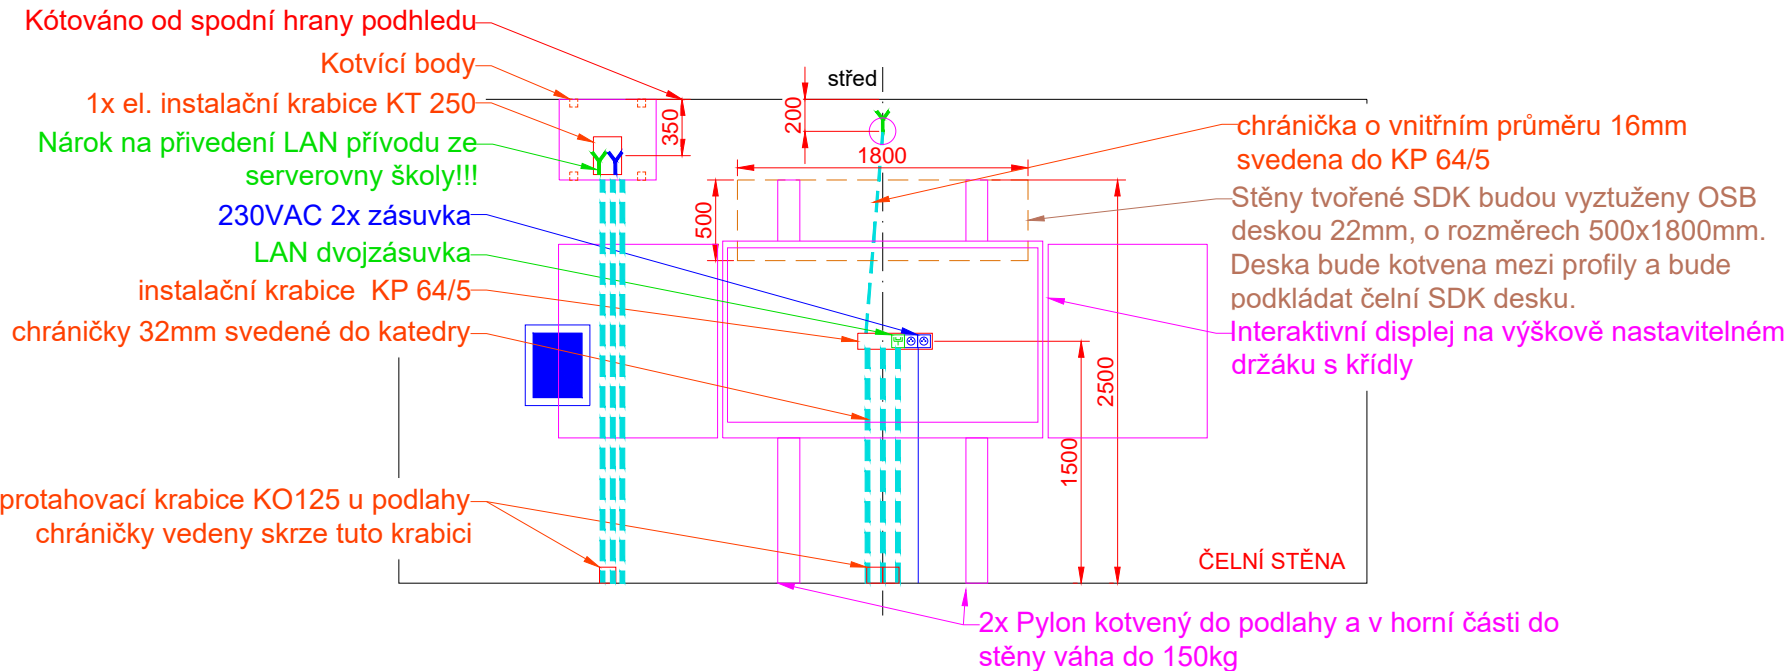 Kótováno od spodní hrany podhledu
Kotvící body
1x el. instalační krabice KT 250
Nárok na přivedení LAN přívodu ze
serverovny školy!!!
230VAC 2x zásuvka
LAN dvojzásuvka
instalační krabice KP 64/5
chráničky 32mm svedené do katedry
protahovací krabice KO125 u podlahy
chráničky vedeny skrze tuto krabici
350
střed
200
1800
500
2500
1500
chránička o vnitřním průměru 16mm
svedena do KP 64/5
Stěny tvořené SDK budou vyztuženy OSB
deskou 22mm, o rozměrech 500x1800mm.
Deska bude kotvena mezi profily a bude
podkládat čelní SDK desku.
Interaktivní displej na výškově nastavitelném
držáku s křídly
ČELNÍ STĚNA
2x Pylon kotvený do podlahy a v horní části do
stěny váha do 150kg